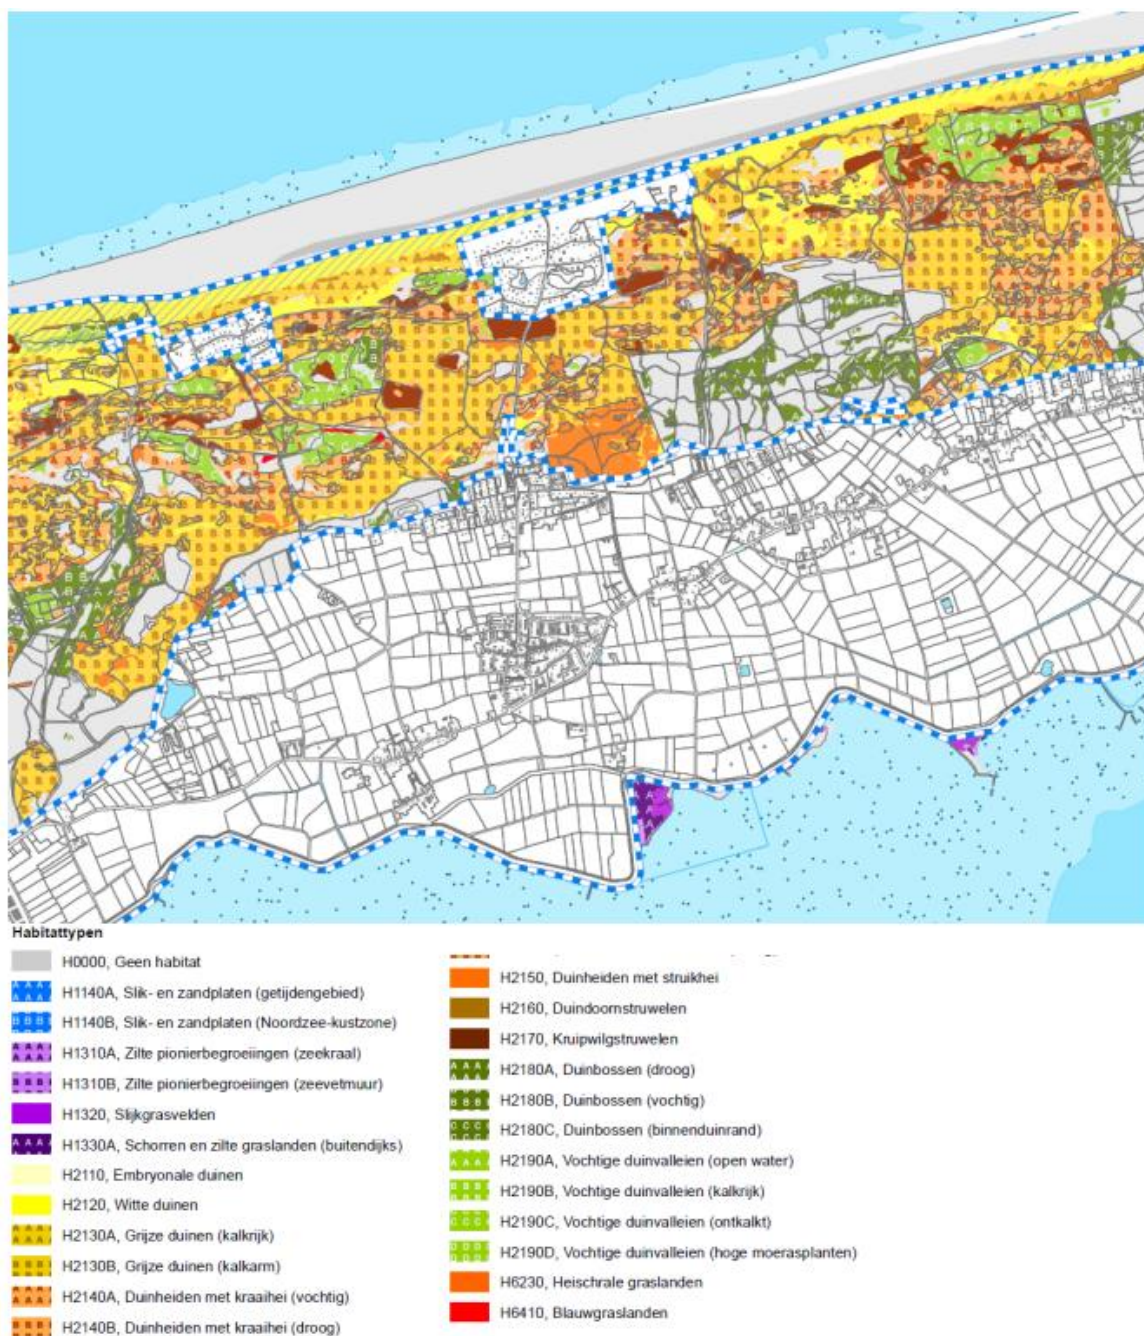 Habitattypen
H0000, Geen habitat
H1140A, Slik- en zandplaten (getijdengebied)
H1140B, Slik- en zandplaten (Noordzee-kustzone)
H1310A, Zilte pionierbegroeiingen (zeekraal)
H1310B, Zilte pionierbegroeiingen (zeevetmuur)
H1320, Slijkgrasvelden
H1330A, Schorren en zilte graslanden (buitendijks)
H2110, Embryonale duinen
H2120, Witte duinen
H2130A, Grijze duinen (kalkrijk)
H2130B, Grijze duinen (kalkarm)
H2140A, Duinheiden met kraaihei (vochtig)
H2140B, Duinheiden met kraaihei (droog)
H2150, Duinheiden met struikhei
H2160, Duindoornstruwelen
H2170, Kruipwilgstruwelen
H2180A, Duinbossen (droog)
H2180B, Duinbossen (vochtig)
H2180C, Duinbossen (binnenduinrand)
H2190A, Vochtige duinvalleien (open water)
H2190B, Vochtige duinvalleien (kalkrijk)
H2190C, Vochtige duinvalleien (ontkalkt)
H2190D, Vochtige duinvalleien (hoge moerasplanten)
H6230, Heischrale graslanden
H6410, Blauwgraslanden